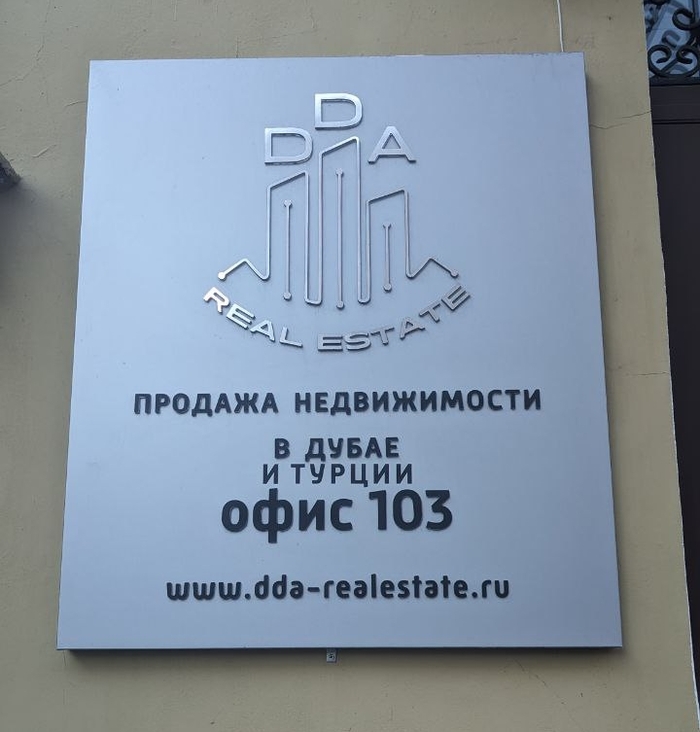 DDA
REAL ESTATE
ПРОДАЖА НЕДВИЖИМОСТИ
В ДУБАЕ
И ТУРЦИИ
офис 103
www.dda-realestate.ru